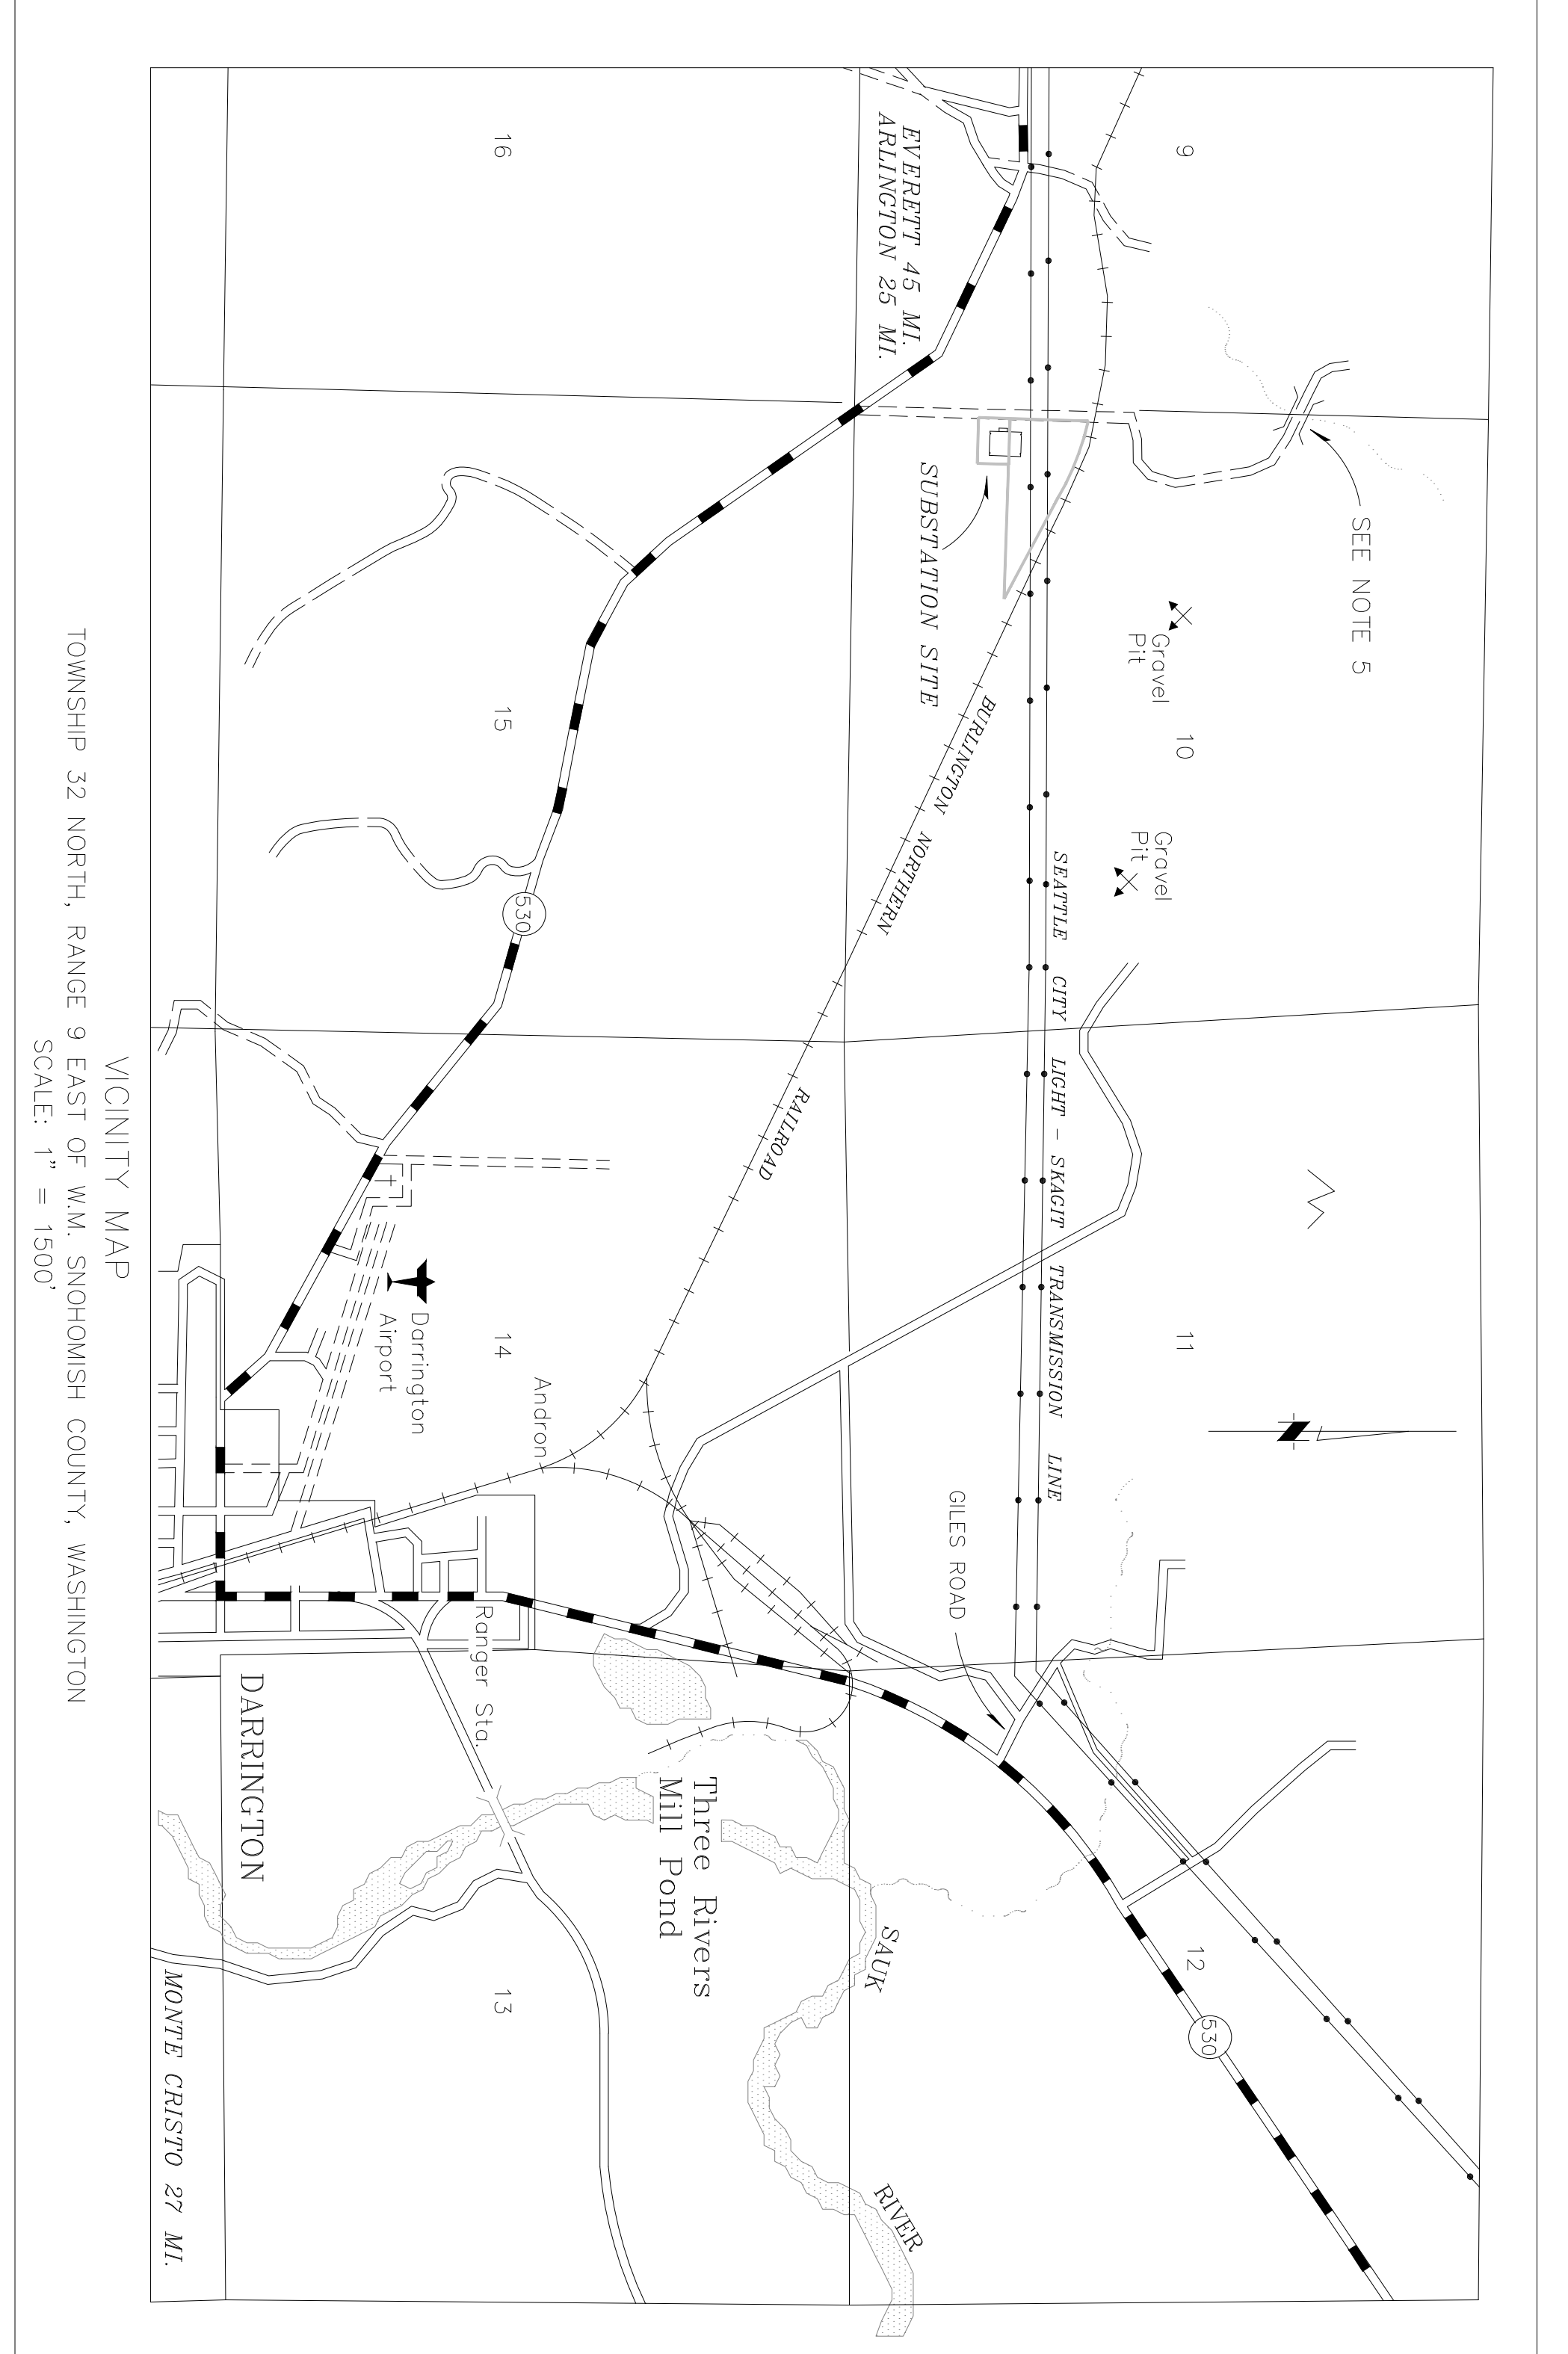 9
16
EVERETT 45 MI.
ARLINGTON 25 MI.
SEE NOTE 5
SUBSTATION SITE
Gravel
Pit
10
Gravel
Pit
BURLINGTON NORTHERN RAILROAD
SEATTLE CITY LIGHT - SKAGIT TRANSMISSION LINE
15
530
11
GILES ROAD
14
Darrington
Airport
Andron
Ranger Sta.
DARRINGTON
Three Rivers
Mill Pond
SAUK RIVER
12
530
13
MONTE CRISTO 27 MI.
VICINITY MAP
TOWNSHIP 32 NORTH, RANGE 9 EAST OF W.M. SNOHOMISH COUNTY, WASHINGTON
SCALE: 1" = 1500'